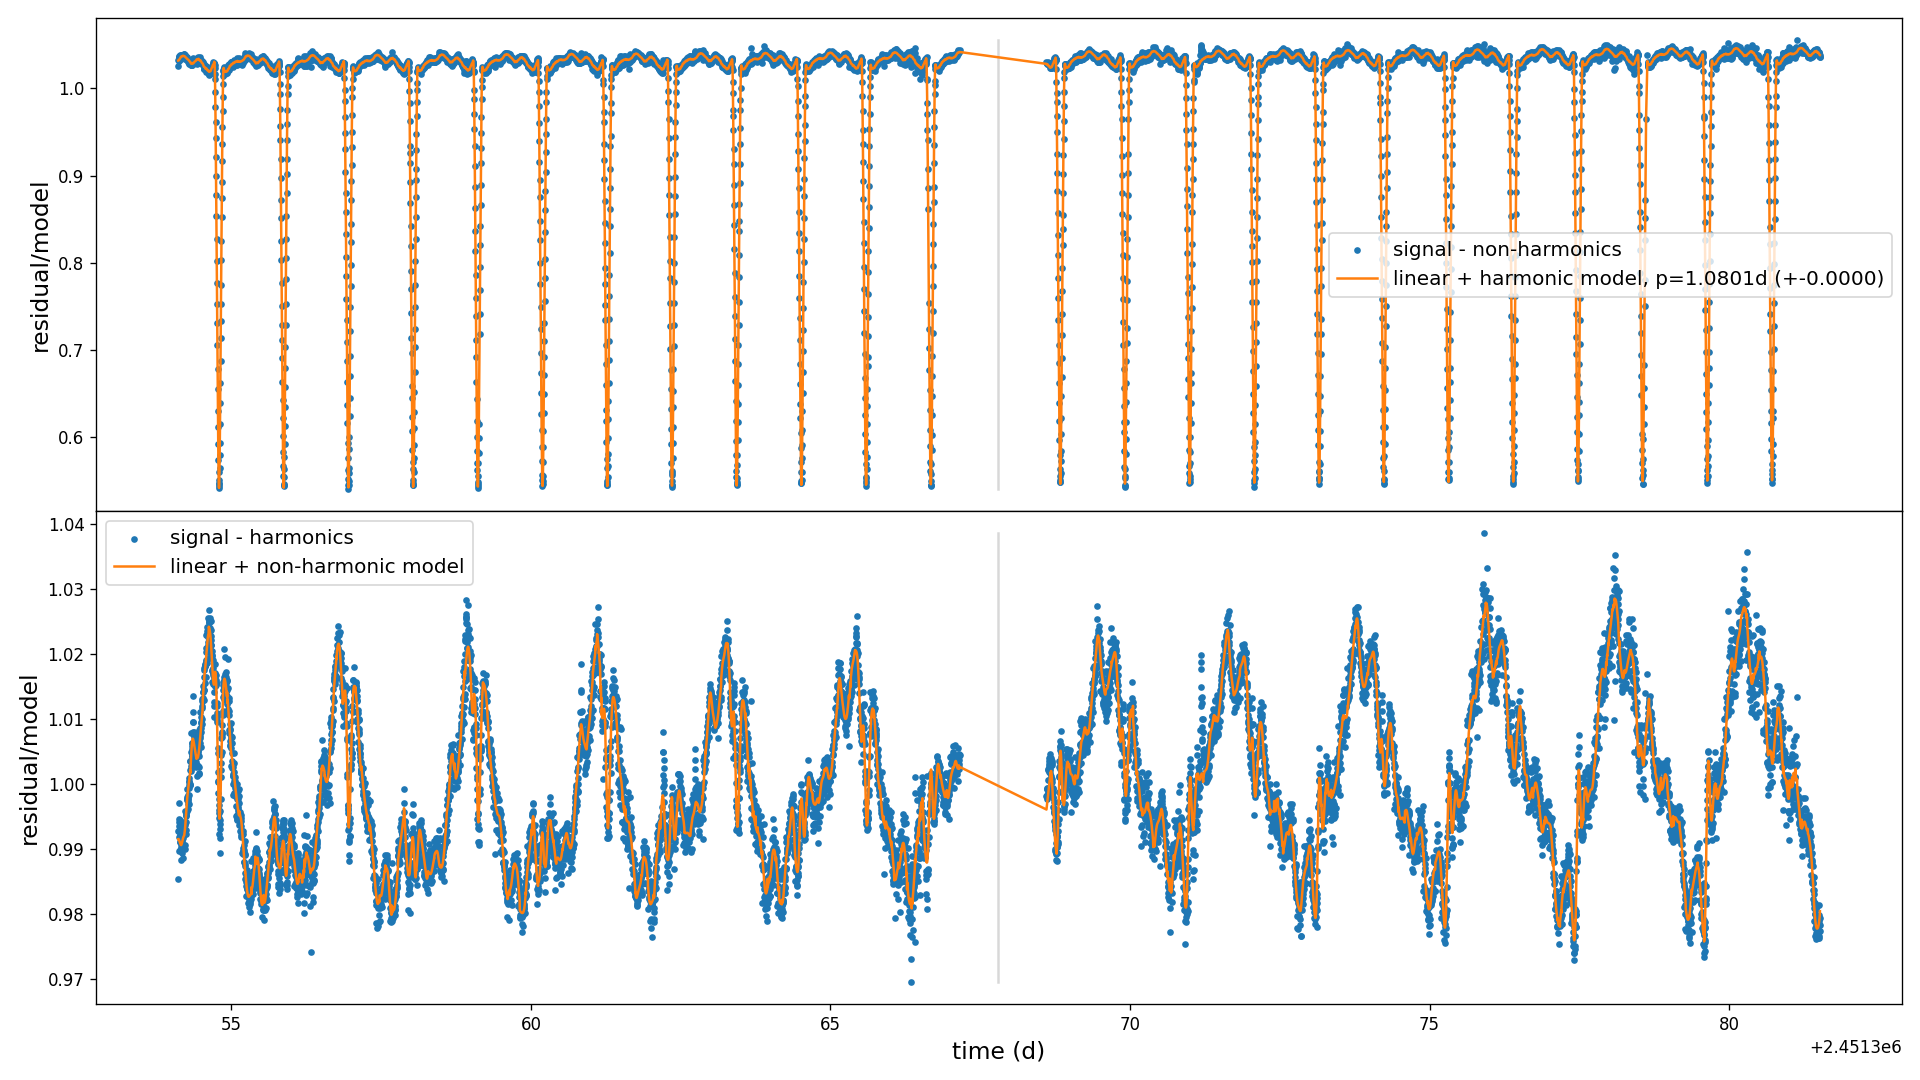 1.0
0.9
0.8
0.7
0.6
residual/model
signal - non-harmonics
linear + harmonic model, p=1.0801d (+-0.0000)
1.04
1.03
1.02
1.01
1.00
0.99
0.98
0.97
residual/model
signal - harmonics
linear + non-harmonic model
55 60 65 70 75 80
time (d)
+2.4513e6